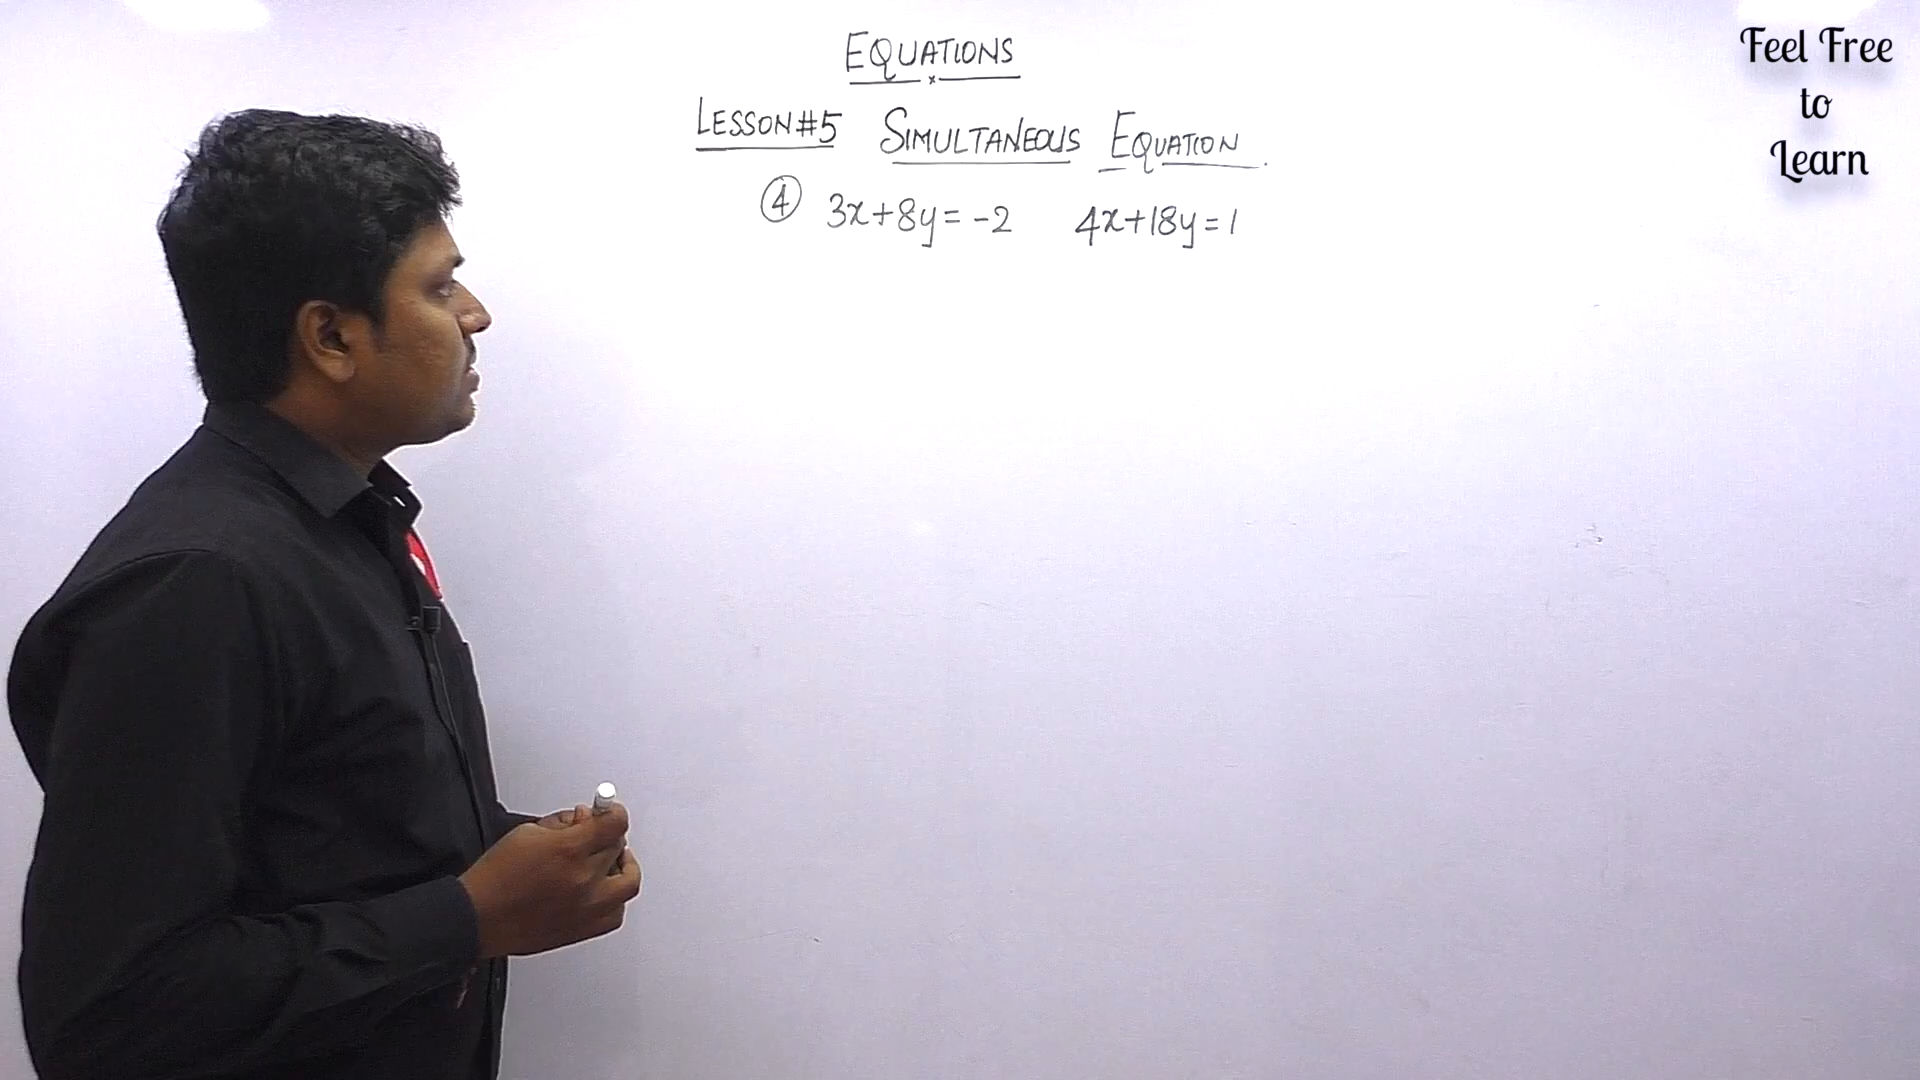 EQUATIONS
LESSON#5 SIMULTANEOUS EQUATION
④ 3x+8y=-2 4x+18y=1
Feel Free
to
Learn